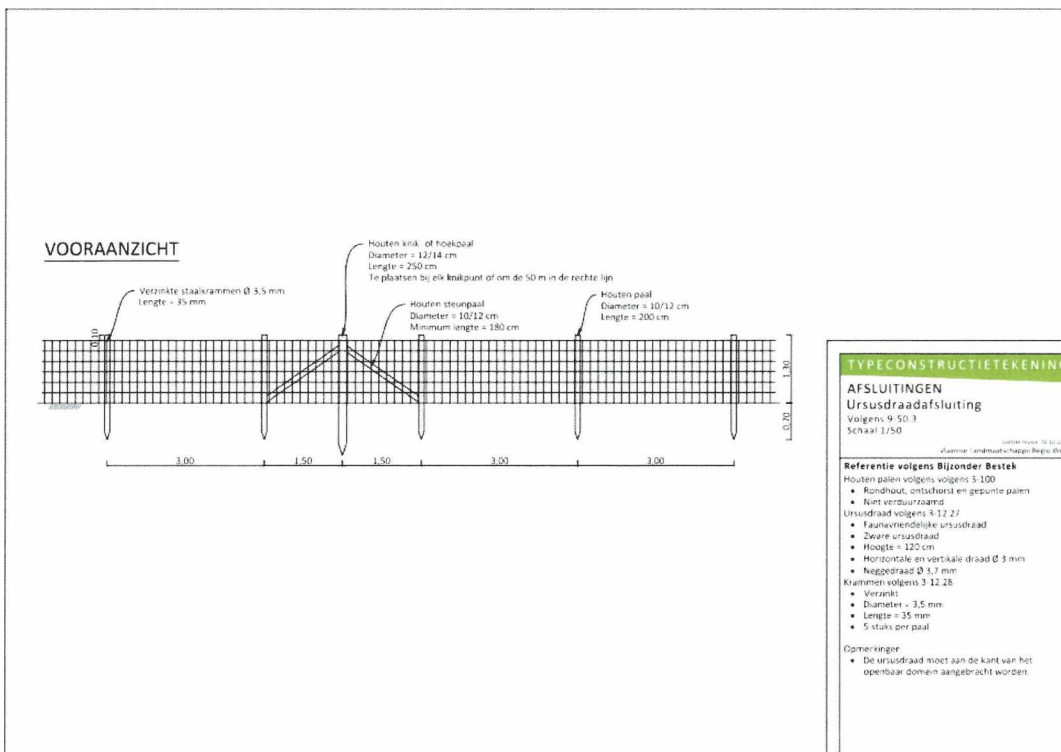 VOORAANZICHT
Verzinkte staalkrammen Ø 3,5 mm
Lengte = 35 mm
Houten knik of hoekpaal
Diameter = 12/14 cm
Lengte = 250 cm
Te plaatsen bij elk knikpunt of om de 50 m in de rechte lijn
Houten steunpaal
Diameter = 10/12 cm
Minimum lengte = 180 cm
Houten paal
Diameter = 10/12 cm
Lengte = 200 cm
0,10
1,30
0,70
3,00
1,50
1,50
3,00
3,00
TYPECONSTRUCTIETEKENING
AFSLUITINGEN
Ursusdraadafsluiting
Volgens 9-50.3
Schaal 1/50
Vlaamse Landmaatschappij Regio
Referentie volgens Bijzonder Bestek
Houten palen volgens volgens 3-100
• Rondhout, ontschorst en gepunte palen
• Niet verduurzaamd
Ursusdraad volgens 3-12.27
• Faunavriendelijke ursusdraad
• Zware ursusdraad
• Hoogte = 120 cm
• Horizontale en vertikale draad Ø 3 mm
• Neggedraad Ø 3,7 mm
Krammen volgens 3-12.28
• Verzinkt
• Diameter = 3,5 mm
• Lengte = 35 mm
• 5 stuks per paal
Opmerkingen
• De ursusdraad moet aan de kant van het
openbaar domein aangebracht worden.